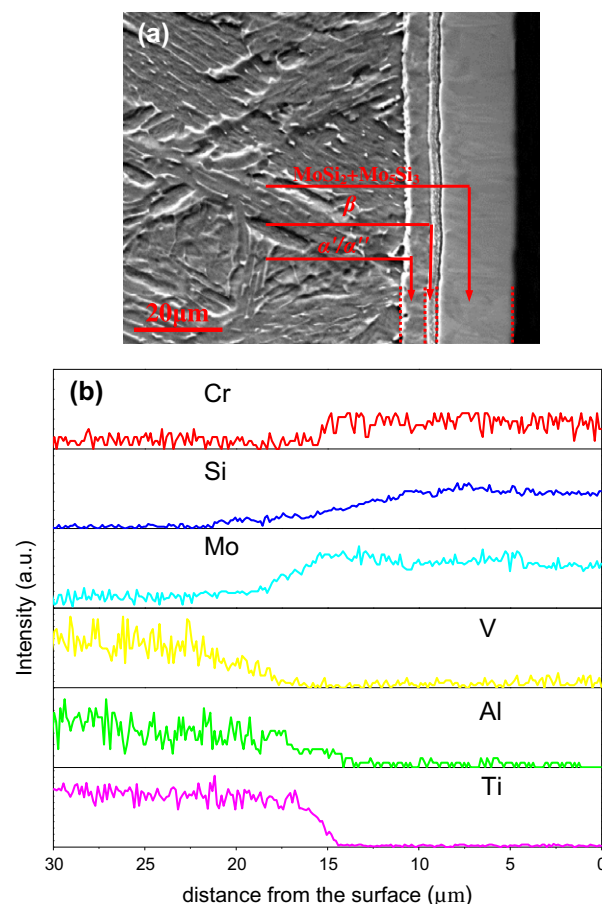 (a)
MoSi2+Mo5Si3
β
α'/α''
20μm
(b)
Cr
Si
Mo
V
Al
Ti
Intensity (a.u.)
30 25 20 15 10 5 0
distance from the surface (μm)